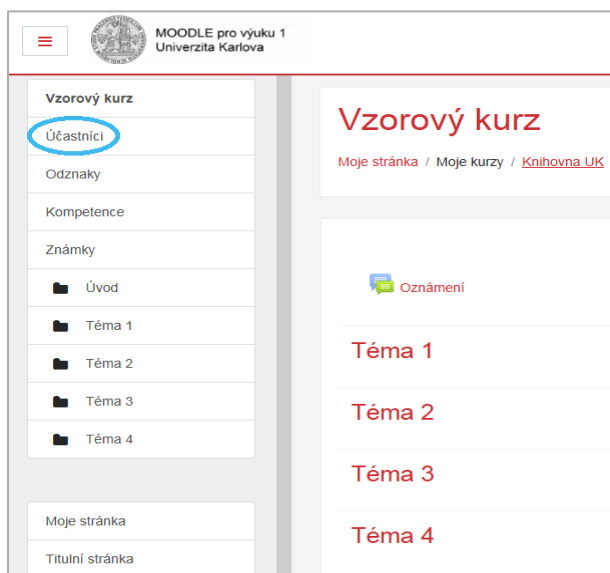 MOODLE pro výuku 1
Univerzita Karlova
Vzorový kurz
Účastníci
Odznaky
Kompetence
Známky
Úvod
Téma 1
Téma 2
Téma 3
Téma 4
Moje stránka
Titulní stránka
Vzorový kurz
Moje stránka / Moje kurzy / Knihovna UK
Oznámení
Téma 1
Téma 2
Téma 3
Téma 4